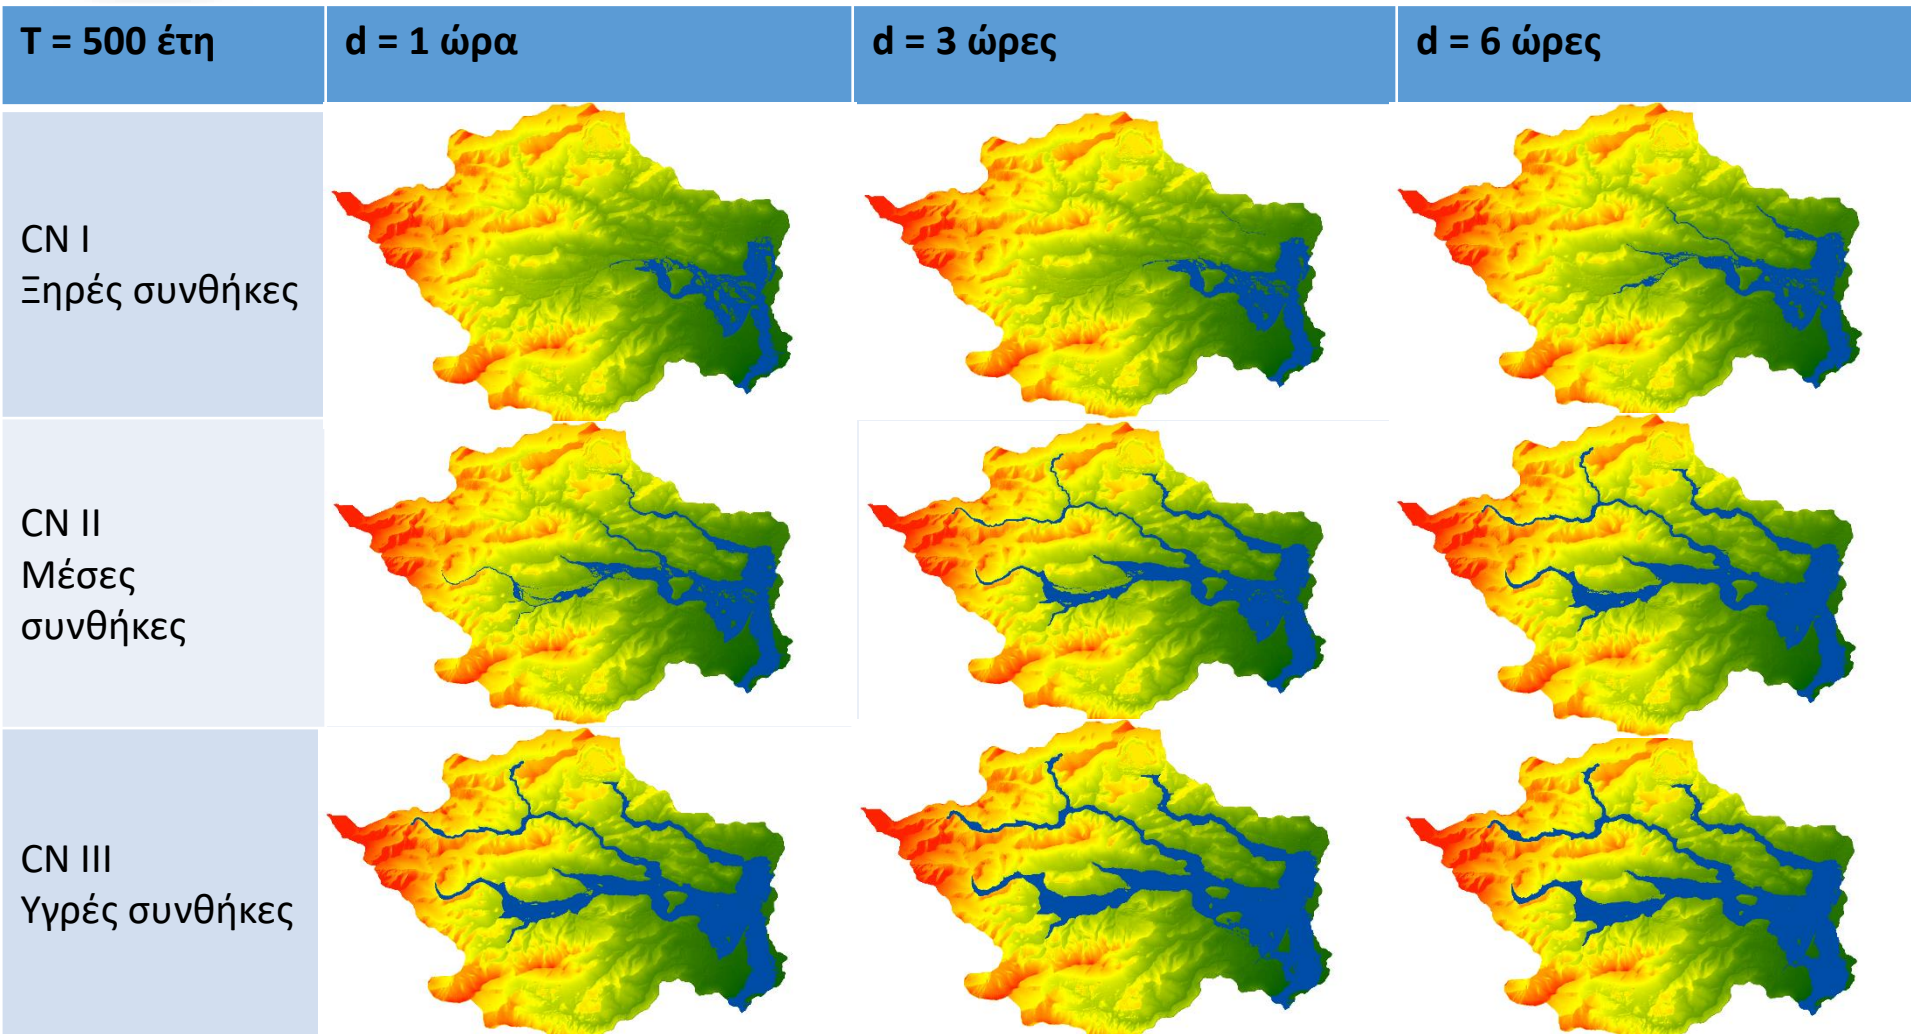 T = 500 έτη
d = 1 ώρα
d = 3 ώρες
d = 6 ώρες
CN I
Ξηρές συνθήκες
CN II
Μέσες
συνθήκες
CN III
Υγρές συνθήκες